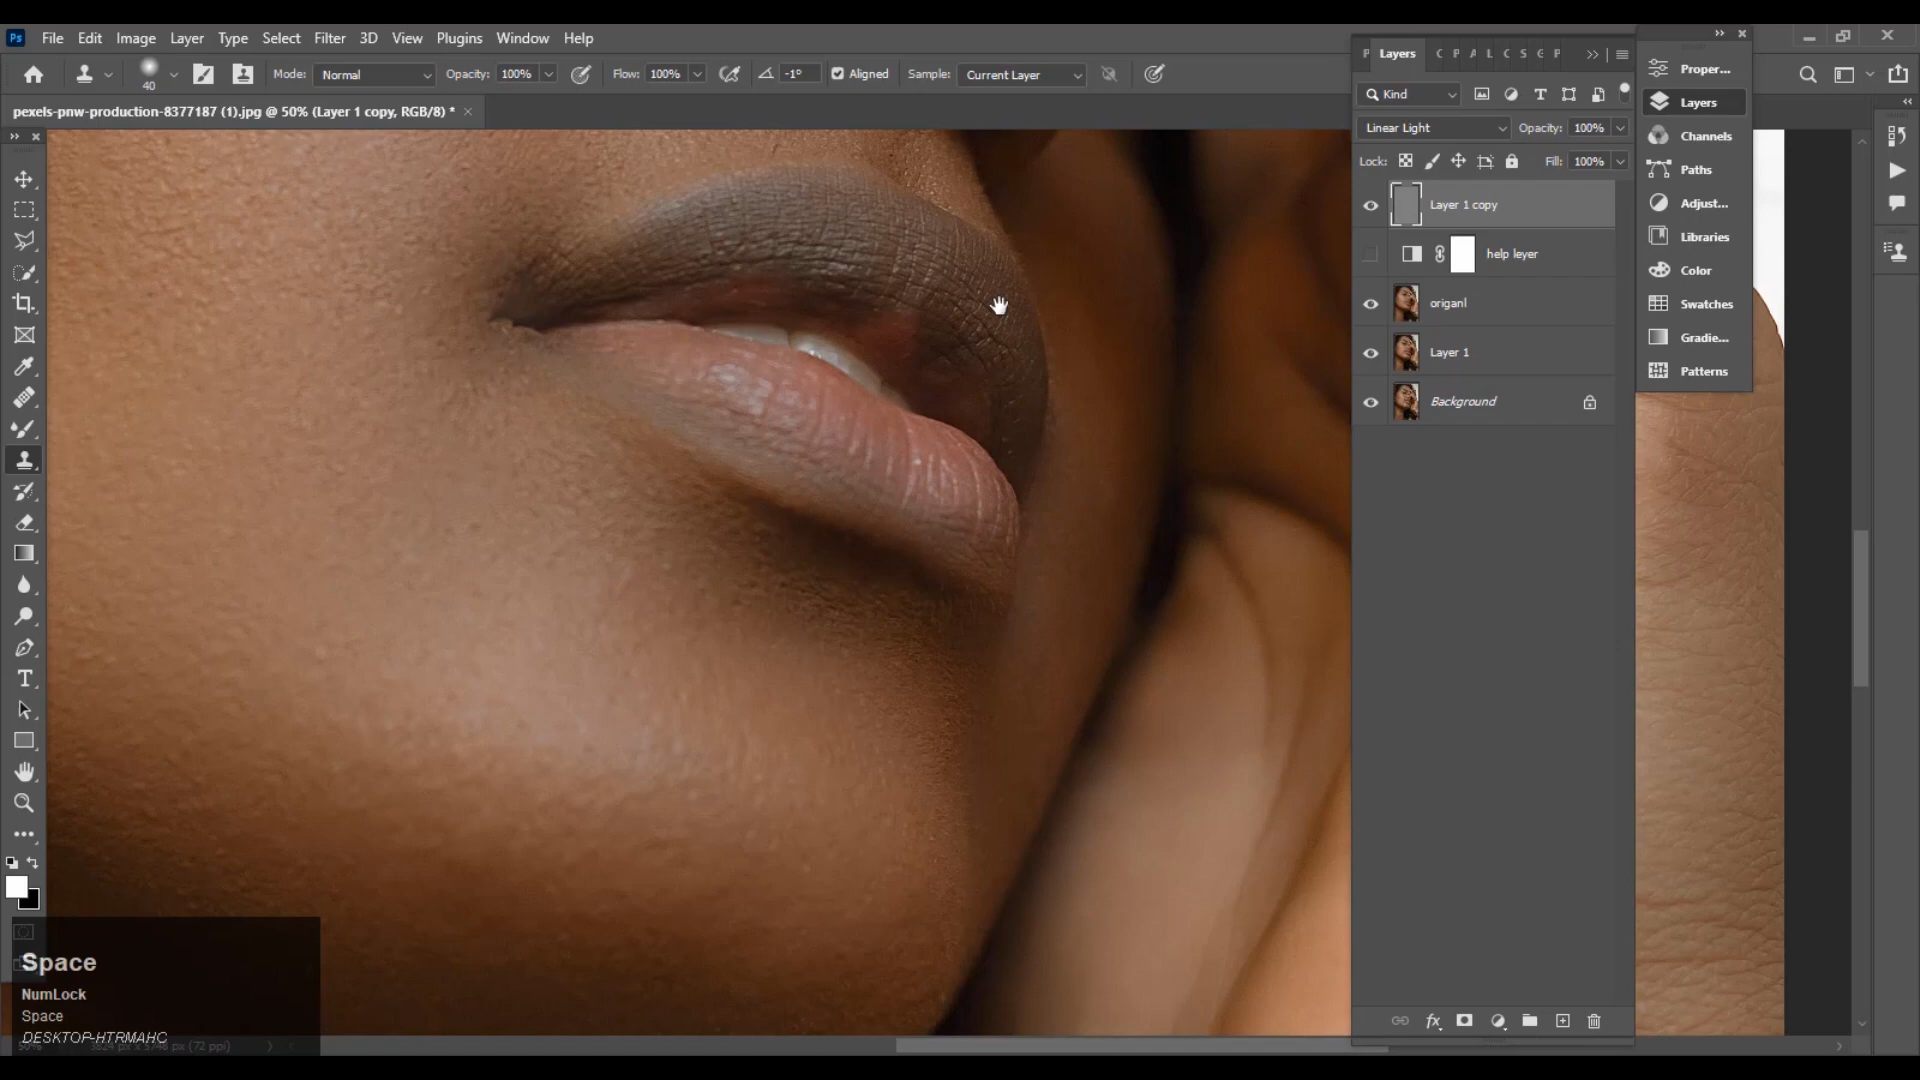 Ps File Edit Image Layer Type Select Filter 3D View Plugins Window Help
40 Mode: Normal Opacity: 100% Flow: 100% -1° Aligned Sample: Current Layer
pexels-pnw-production-8377187 (1).jpg @ 50% (Layer 1 copy, RGB/8) *
P Layers C P A L C S G P
Kind
Linear Light Opacity: 100%
Lock: Fill: 100%
Layer 1 copy
help leyer
origanl
Layer 1
Background
fx
Proper...
Layers
Channels
Paths
Adjust...
Libraries
Color
Swatches
Gradie...
Patterns
Space
NumLock
Space
DESKTOP-HTRMAHC